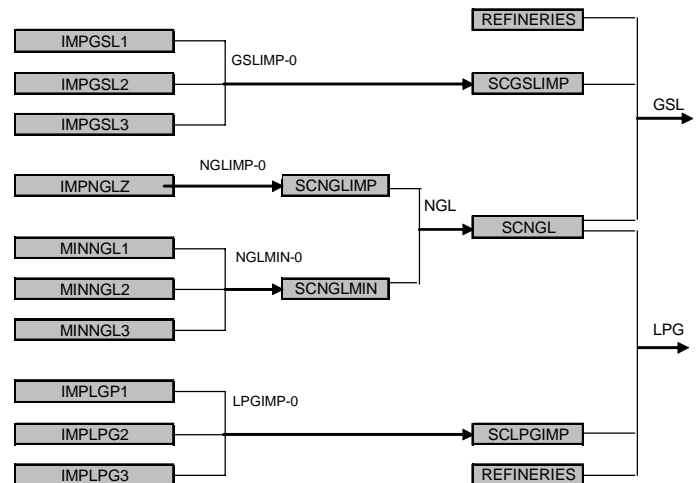 REFINERIES
IMPGSL1
GSLIMP-0
IMPGSL2
SCGSLIMP
GSL
IMPGSL3
NGLIMP-0
IMPNGLZ
SCNGLIMP
NGL
SCNGL
MINNGL1
NGLMIN-0
MINNGL2
SCNGLMIN
MINNGL3
LPG
IMPLGP1
LPGIMP-0
IMPLPG2
SCLPGIMP
IMPLPG3
REFINERIES